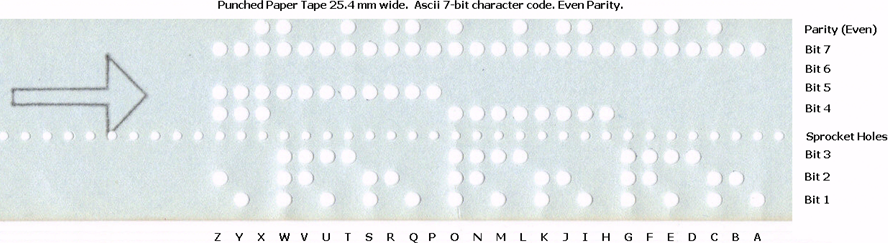 Punched Paper Tape 25.4 mm wide. Ascii 7-bit character code. Even Parity.
Parity (Even)
Bit 7
Bit 6
Bit 5
Bit 4
Sprocket Holes
Bit 3
Bit 2
Bit 1
Z Y X W V U T S R Q P O N M L K J I H G F E D C B A